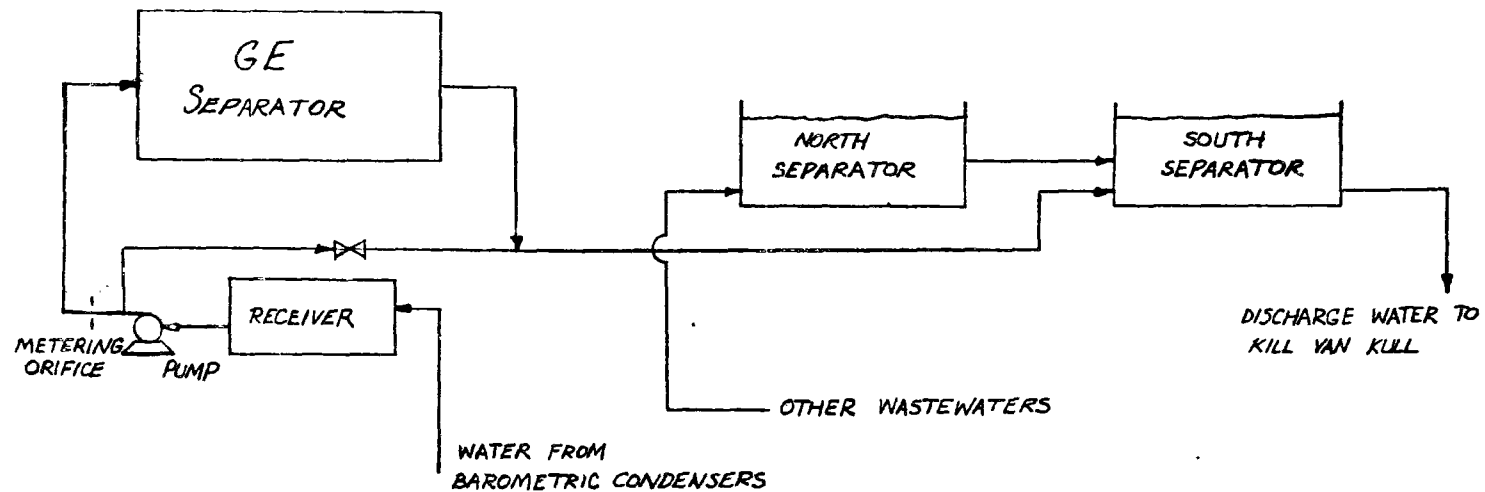 GE
SEPARATOR
NORTH
SEPARATOR
SOUTH
SEPARATOR
RECEIVER
METERING
ORIFICE
PUMP
DISCHARGE WATER TO
KILL VAN KULL
OTHER WASTEWATERS
WATER FROM
BAROMETRIC CONDENSERS